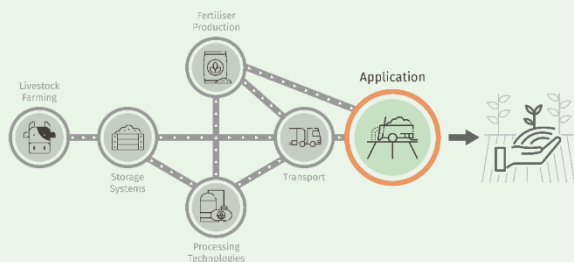 Fertiliser
Production
Application
Livestock
Farming
Storage
Systems
Transport
Processing
Technologies